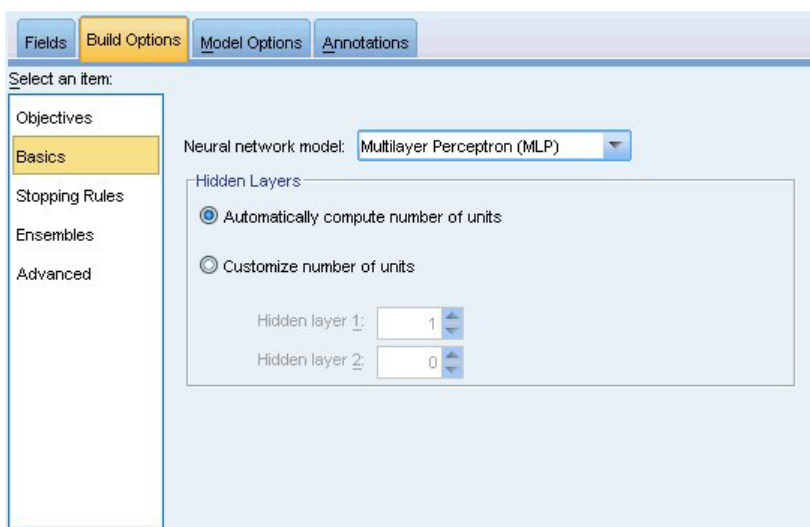 Fields Build Options Model Options Annotations
Select an item:
Objectives
Basics
Stopping Rules
Ensembles
Advanced
Neural network model: Multilayer Perceptron (MLP)
Hidden Layers
Automatically compute number of units
Customize number of units
Hidden layer 1: 1
Hidden layer 2: 0